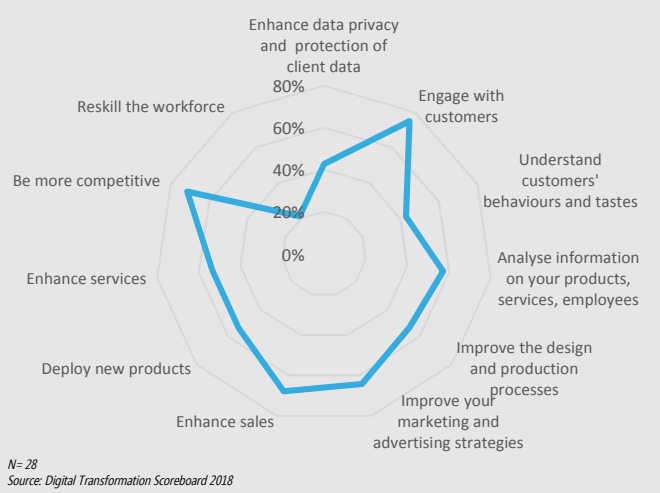 Enhance data privacy
and protection of
client data
80%
Engage with
customers
Reskill the workforce
60%
Understand
customers'
behaviours and tastes
40%
Be more competitive
20%
0%
Analyse information
on your products,
services, employees
Enhance services
Improve the design
and production
processes
Deploy new products
Improve your
marketing and
advertising strategies
Enhance sales
N= 28
Source: Digital Transformation Scoreboard 2018